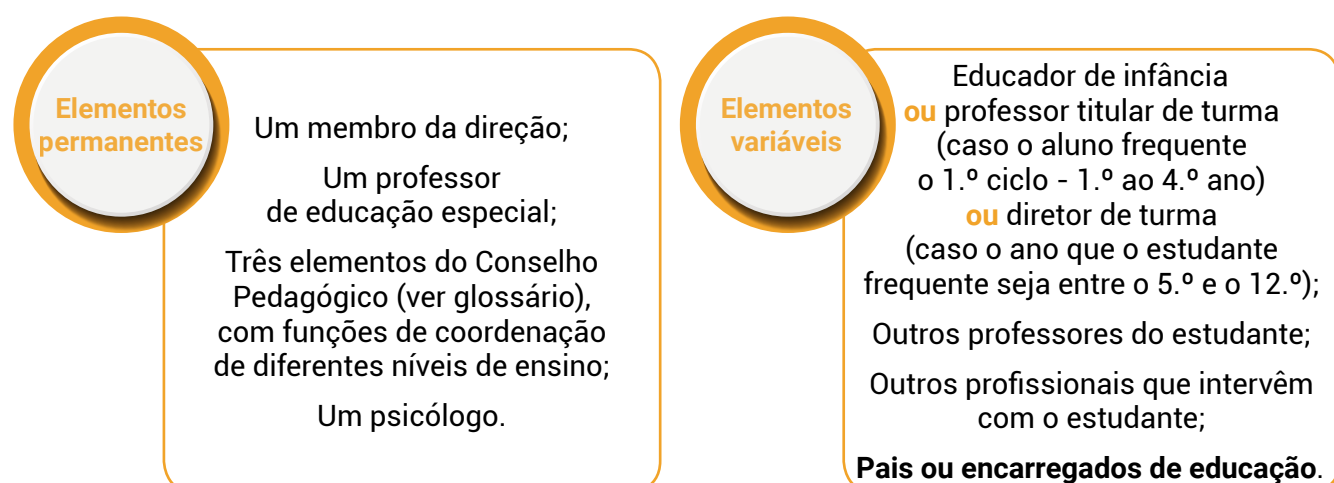 Elementos
permanentes
Um membro da direção;
Um professor
de educação especial;
Três elementos do Conselho
Pedagógico (ver glossário),
com funções de coordenação
de diferentes níveis de ensino;
Um psicólogo.
Elementos
variáveis
Educador de infância
ou professor titular de turma
(caso o aluno frequente
o 1.º ciclo - 1.º ao 4.º ano)
ou diretor de turma
(caso o ano que o estudante
frequente seja entre o 5.º e o 12.º);
Outros professores do estudante;
Outros profissionais que intervêm
com o estudante;
Pais ou encarregados de educação.